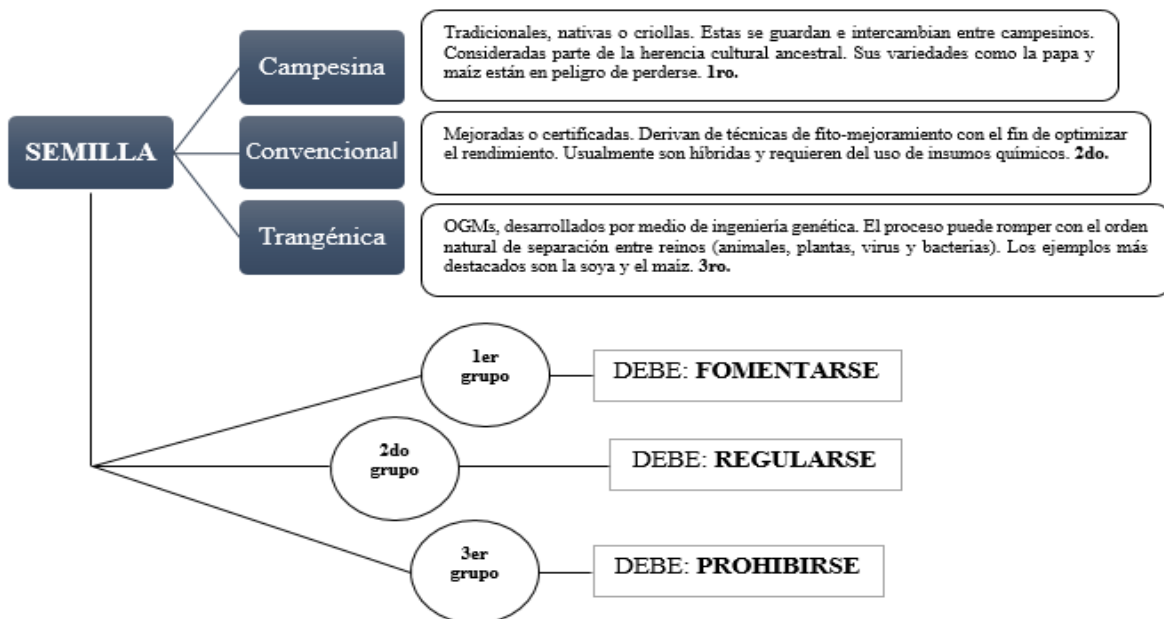 SEMILLA
Campesina
Tradicionales, nativas o criollas. Estas se guardan e intercambian entre campesinos.
Consideradas parte de la herencia cultural ancestral. Sus variedades como la papa y
maíz están en peligro de perderse. 1ro.
Convencional
Mejoradas o certificadas. Derivan de técnicas de fito-mejoramiento con el fin de optimizar
el rendimiento. Usualmente son híbridas y requieren del uso de insumos químicos. 2do.
Trangénica
OGMs, desarrollados por medio de ingeniería genética. El proceso puede romper con el orden
natural de separación entre reinos (animales, plantas, virus y bacterias). Los ejemplos más
destacados son la soya y el maíz. 3ro.
1er
grupo
DEBE: FOMENTARSE
2do
grupo
DEBE: REGULARSE
3er
grupo
DEBE: PROHIBIRSE